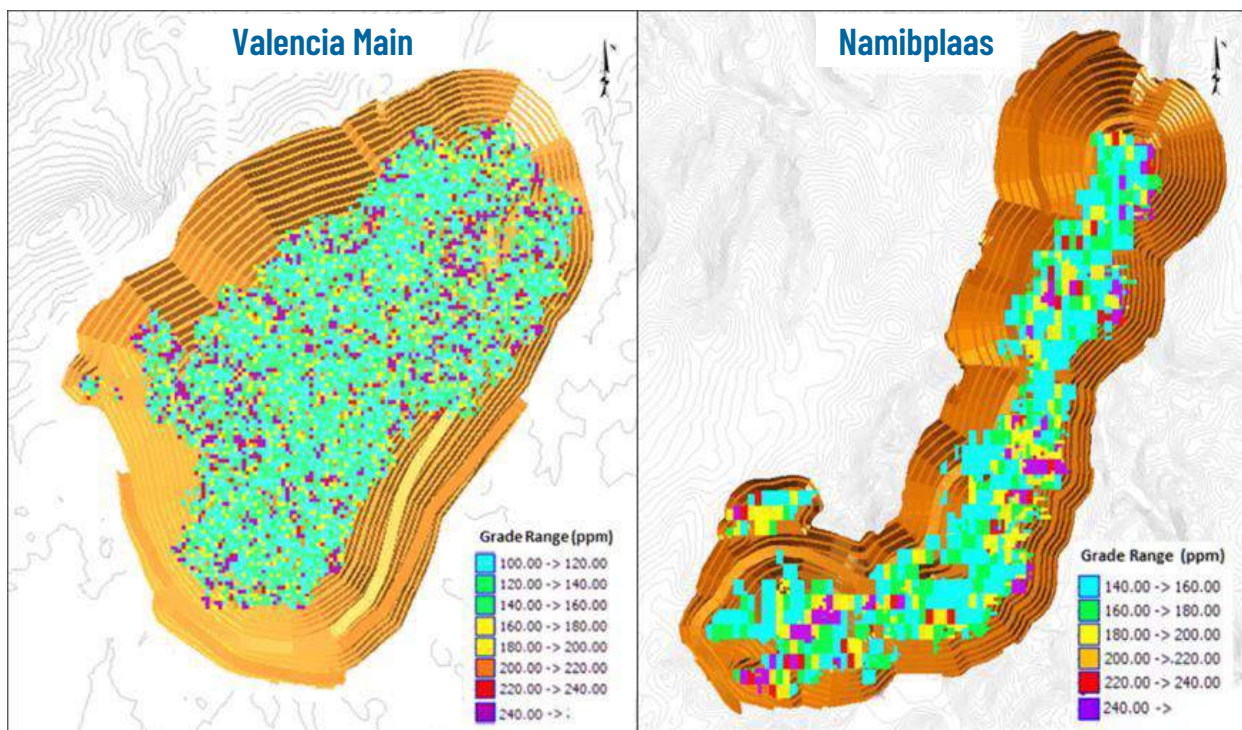 Valencia Main
N
Grade Range (ppm)
100.00 -> 120.00
120.00 -> 140.00
140.00 -> 160.00
160.00 -> 180.00
180.00 -> 200.00
200.00 -> 220.00
220.00 -> 240.00
240.00 -> :
Namibplaas
N
Grade Range (ppm)
140.00 -> 160.00
160.00 -> 180.00
180.00 -> 200.00
200.00 ->.220.00
220.00 -> 240.00
240.00 ->